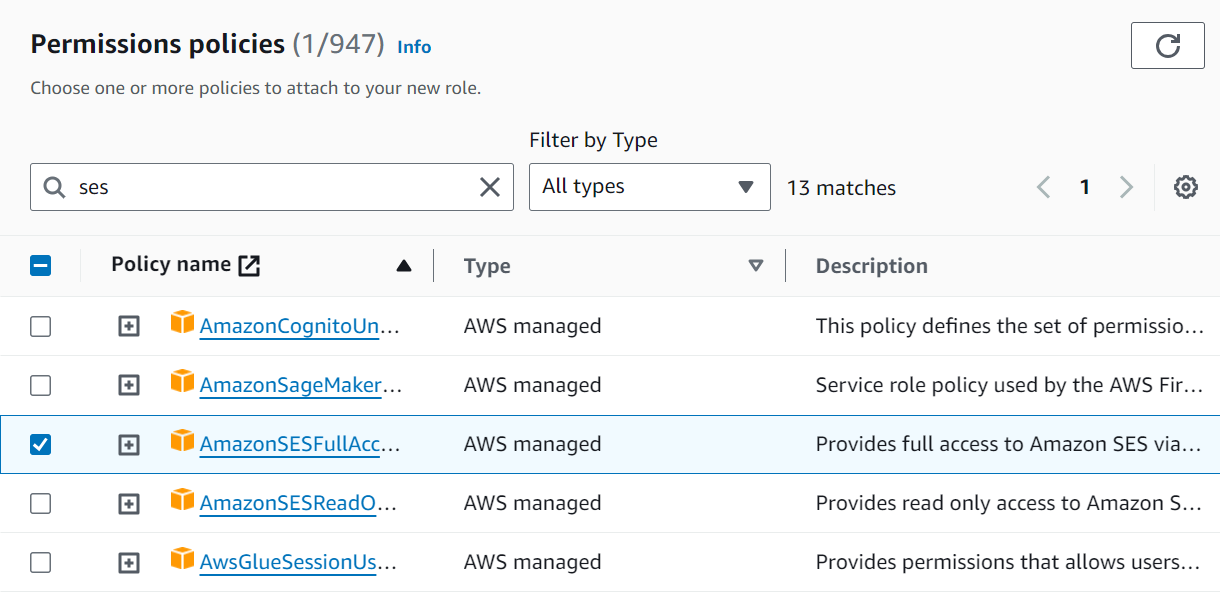 Permissions policies (1/947) Info
Choose one or more policies to attach to your new role.
Filter by Type
ses
All types
13 matches
1
Policy name
Type
Description
AmazonCognitoUn... AWS managed This policy defines the set of permissio...
AmazonSageMaker... AWS managed Service role policy used by the AWS Fir...
AmazonSESFullAcc... AWS managed Provides full access to Amazon SES via...
AmazonSESReadO... AWS managed Provides read only access to Amazon S...
AwsGlueSessionUs... AWS managed Provides permissions that allows users...